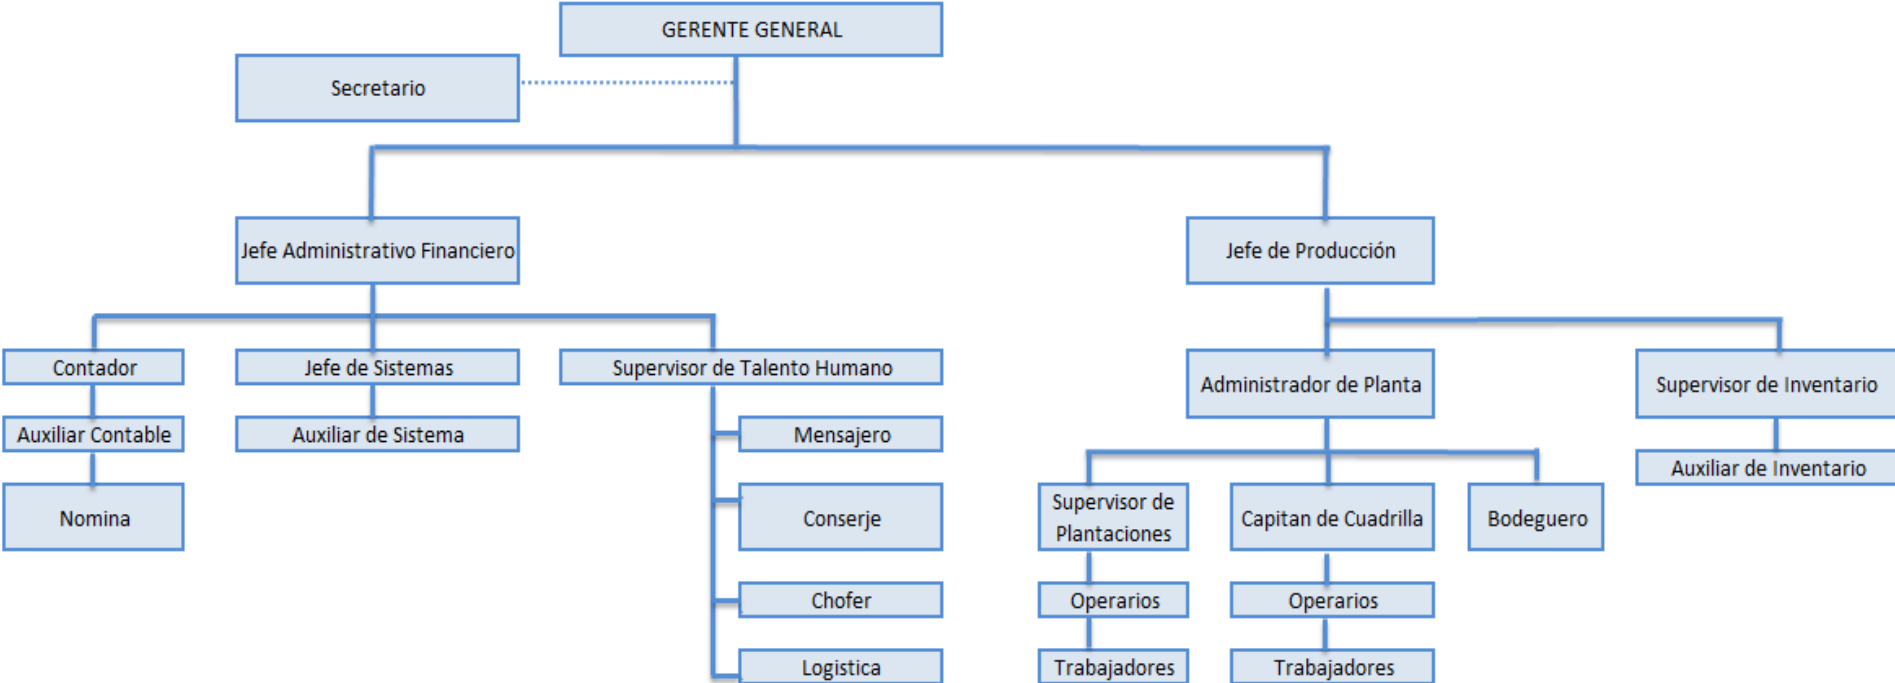 GERENTE GENERAL
Secretario
Jefe Administrativo Financiero
Jefe de Producción
Contador
Jefe de Sistemas
Supervisor de Talento Humano
Administrador de Planta
Supervisor de Inventario
Auxiliar Contable
Auxiliar de Sistema
Mensajero
Auxiliar de Inventario
Nomina
Conserje
Supervisor de
Plantaciones
Capitan de Cuadrilla
Bodeguero
Chofer
Operarios
Operarios
Logistica
Trabajadores
Trabajadores